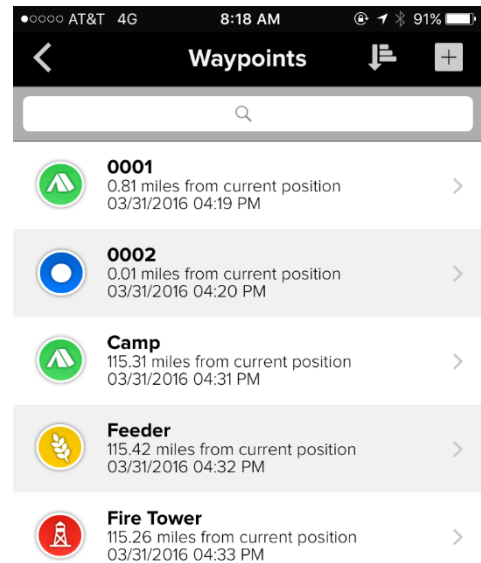 AT&T 4G 8:18 AM 91%
Waypoints
0001
0.81 miles from current position
03/31/2016 04:19 PM
0002
0.01 miles from current position
03/31/2016 04:20 PM
Camp
115.31 miles from current position
03/31/2016 04:31 PM
Feeder
115.42 miles from current position
03/31/2016 04:32 PM
Fire Tower
115.26 miles from current position
03/31/2016 04:33 PM